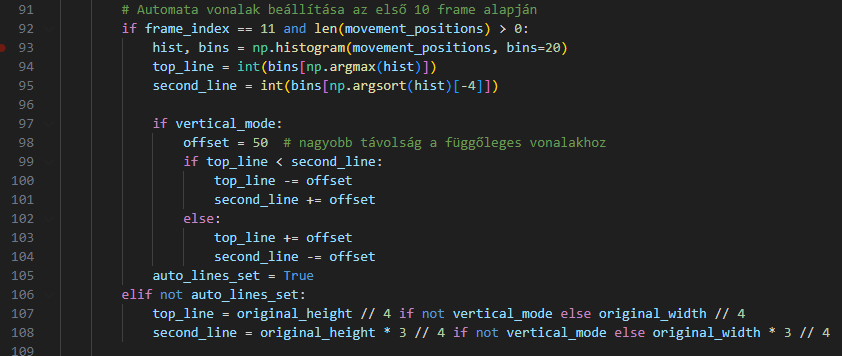 91 # Automata vonalak beállítása az első 10 frame alapján
92 if frame_index == 11 and len(movement_positions) > 0:
93 hist, bins = np.histogram(movement_positions, bins=20)
94 top_line = int(bins[np.argmax(hist)])
95 second_line = int(bins[np.argsort(hist)[-4]])
96
97 if vertical_mode:
98 offset = 50  # nagyobb távolság a függőleges vonalakhoz
99 if top_line < second_line:
100 top_line -= offset
101 second_line += offset
102 else:
103 top_line += offset
104 second_line -= offset
105 auto_lines_set = True
106 elif not auto_lines_set:
107 top_line = original_height // 4 if not vertical_mode else original_width // 4
108 second_line = original_height * 3 // 4 if not vertical_mode else original_width * 3 // 4
109